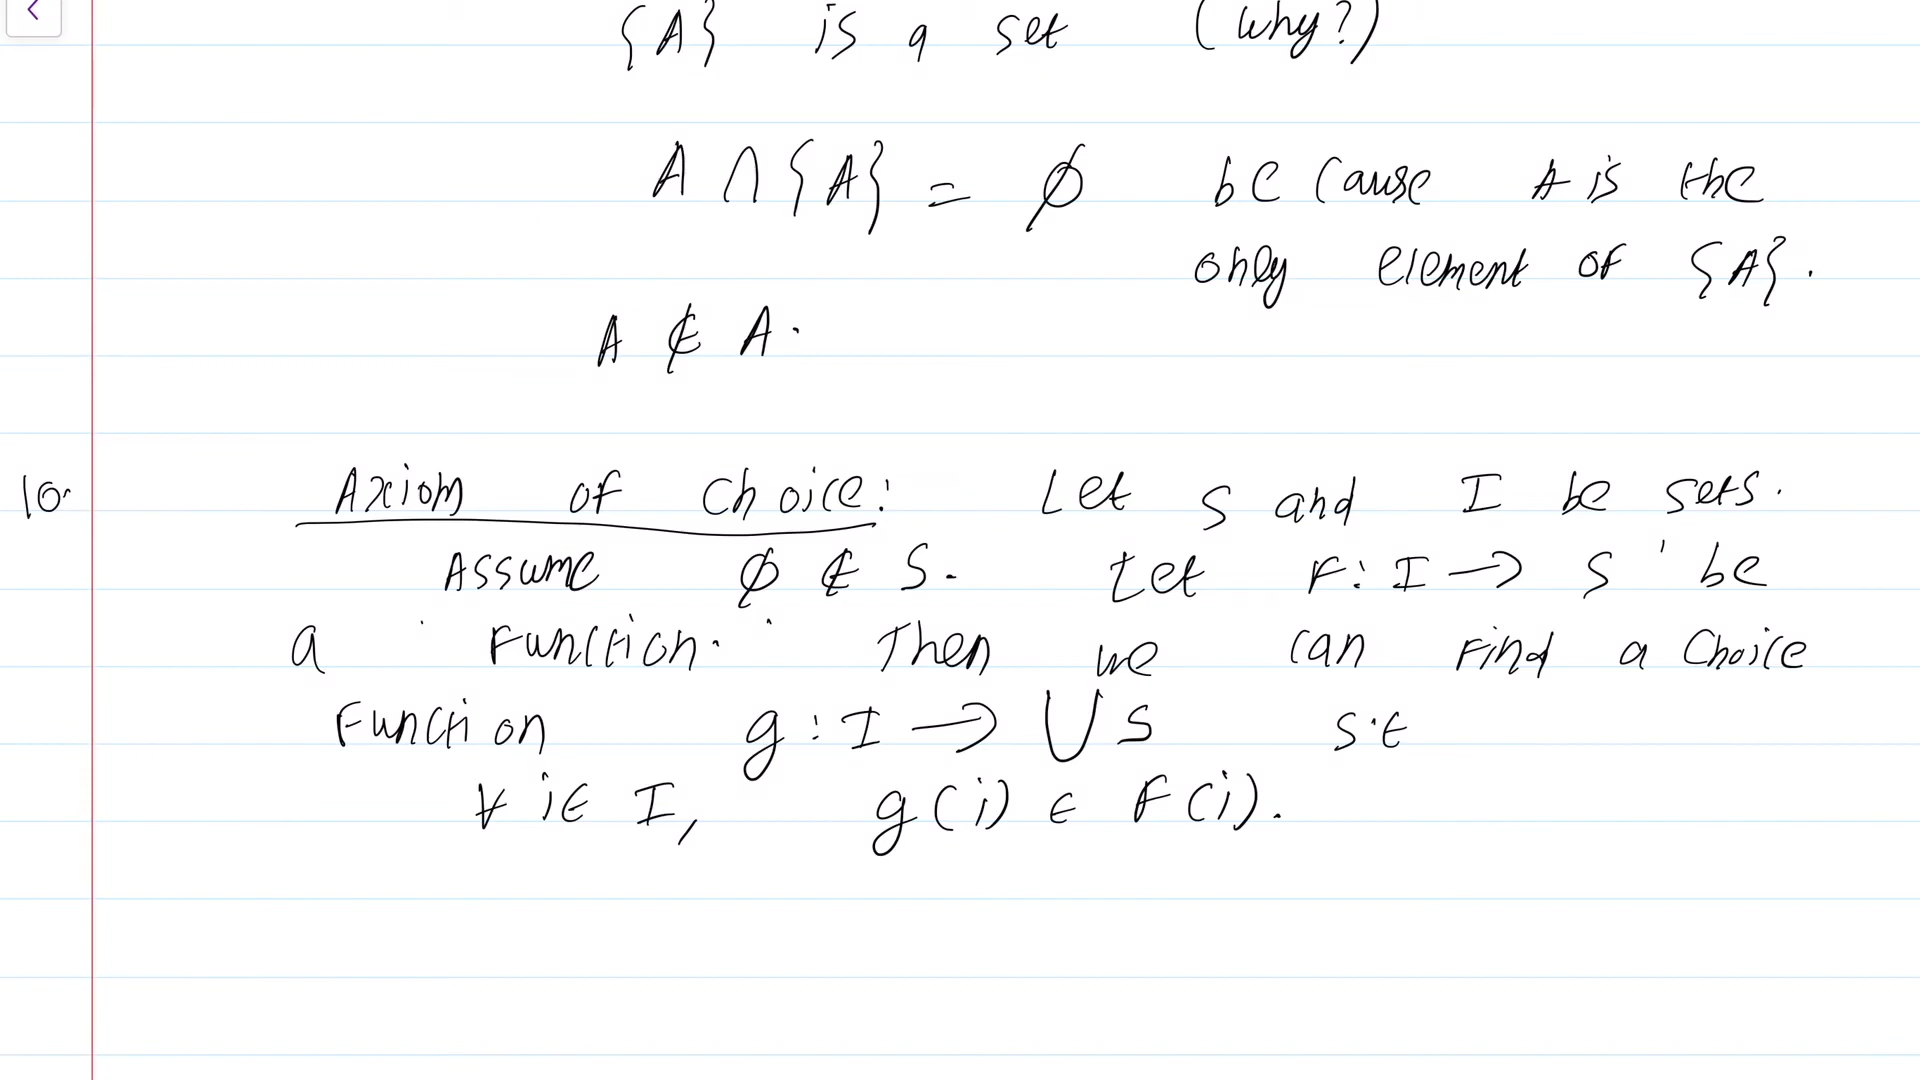 {A} is a set (why?)
A ∩ {A} = ∅ because A is the
only element of {A}.
A ∉ A.
10. Axiom of Choice: Let S and I be sets.
Assume ∅ ∉ S. Let F: I → S be
a Function. Then we can Find a Choice
Function g: I → ⋃ S s.t
∀ i ∈ I, g(i) ∈ F(i).